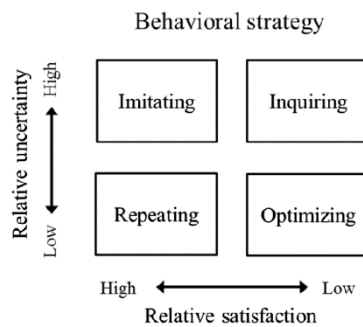 Behavioral strategy
Relative uncertainty
High
Low
Imitating
Inquiring
Repeating
Optimizing
High
Low
Relative satisfaction